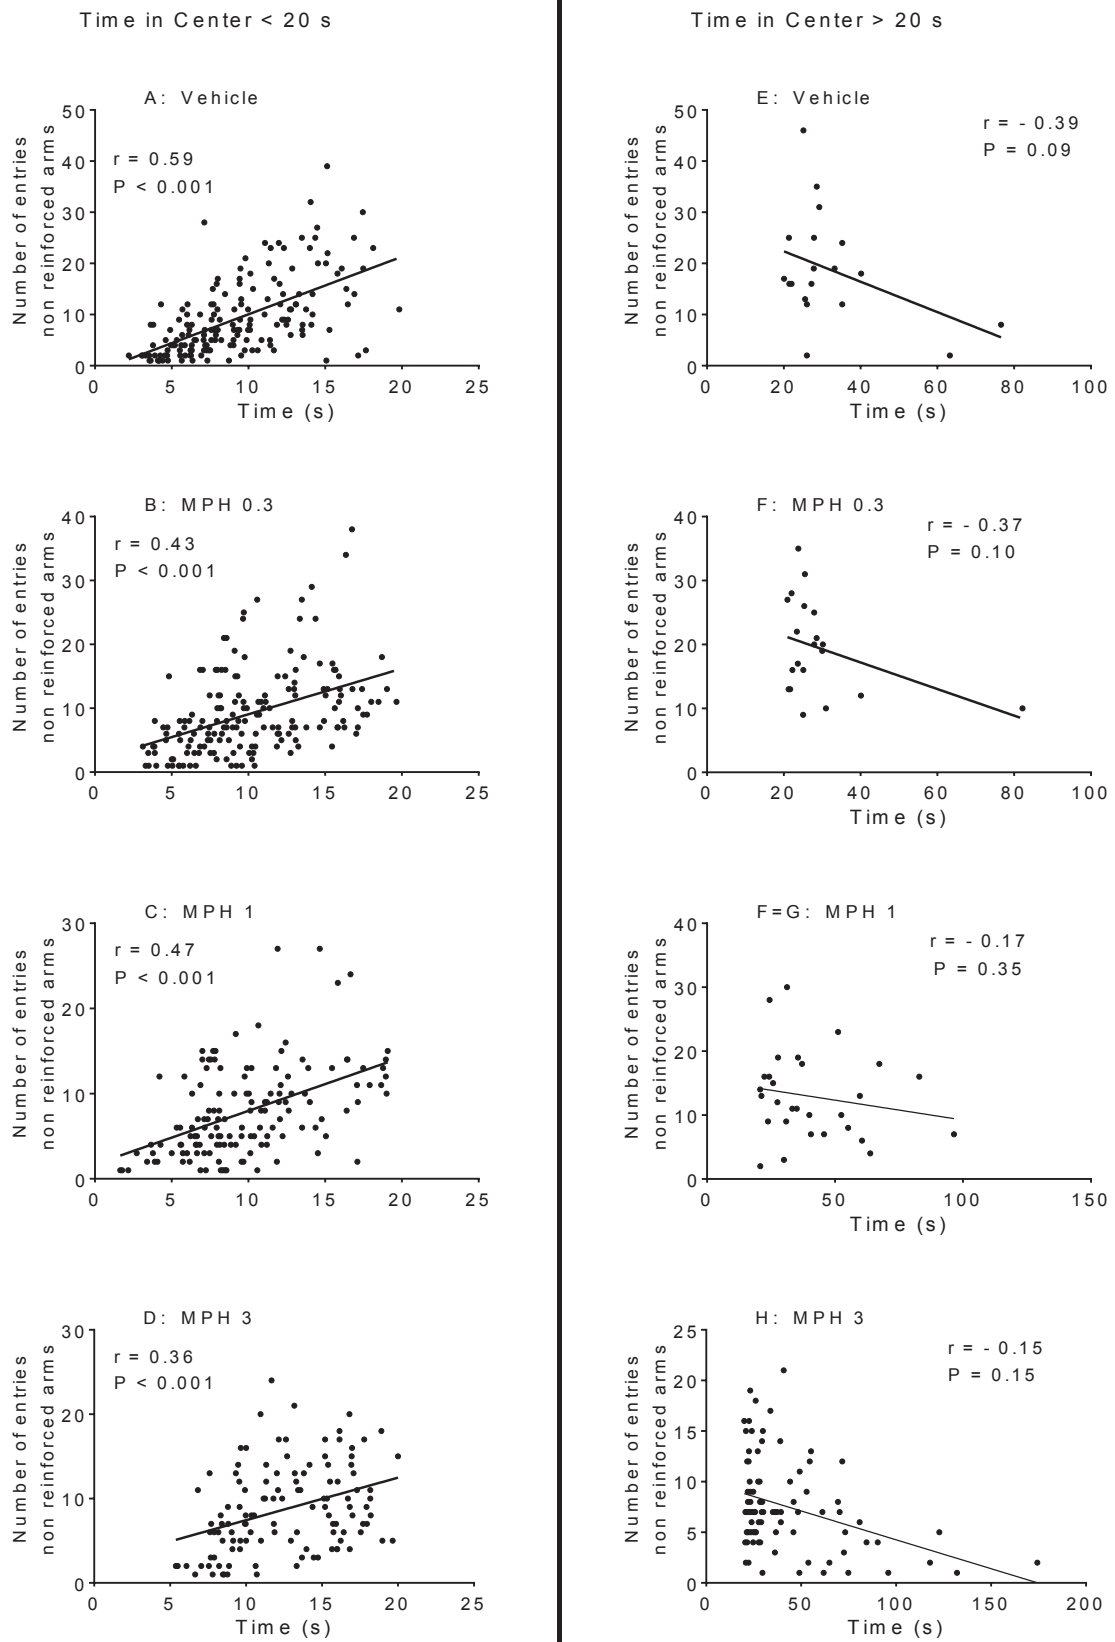 Time in Center < 20 s
Time in Center > 20 s
A: Vehicle
r = 0.59
P < 0.001
Number of entries
non reinforced arms
50
40
30
20
10
0
0 5 10 15 20 25
Time (s)
E: Vehicle
r = - 0.39
P = 0.09
Number of entries
non reinforced arms
50
40
30
20
10
0
0 20 40 60 80 100
Time (s)
B: MPH 0.3
r = 0.43
P < 0.001
Number of entries
non reinforced arms
40
30
20
10
0
0 5 10 15 20 25
F: MPH 0.3
r = - 0.37
P = 0.10
Number of entries
non reinforced arms
40
30
20
10
0
0 20 40 60 80 100
Time (s)
C: MPH 1
r = 0.47
P < 0.001
Number of entries
non reinforced arms
30
20
10
0
0 5 10 15 20 25
F=G: MPH 1
r = - 0.17
P = 0.35
Number of entries
non reinforced arms
40
30
20
10
0
0 50 100 150
Time (s)
D: MPH 3
r = 0.36
P < 0.001
Number of entries
non reinforced arms
30
20
10
0
0 5 10 15 20 25
Time (s)
H: MPH 3
r = - 0.15
P = 0.15
Number of entries
non reinforced arms
25
20
15
10
5
0
0 50 100 150 200
Time (s)